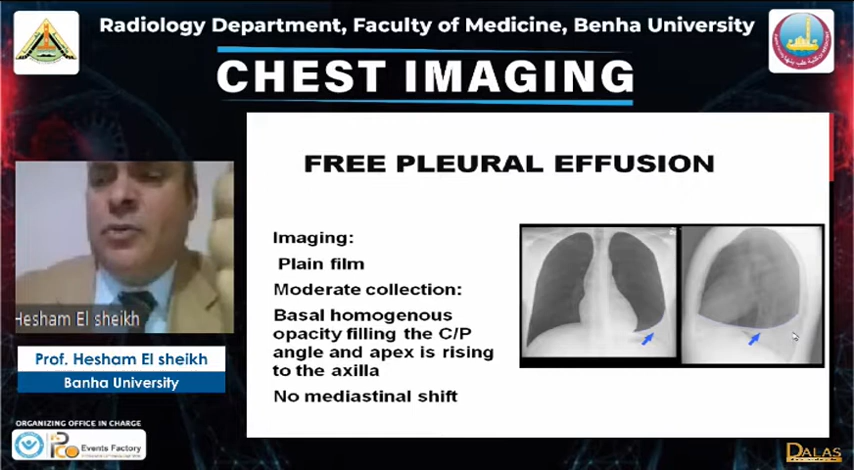 Radiology Department, Faculty of Medicine, Benha University
CHEST IMAGING
FREE PLEURAL EFFUSION
Imaging:
Plain film
Moderate collection:
Basal homogenous
opacity filling the C/P
angle and apex is rising
to the axilla
No mediastinal shift
Hesham El sheikh
Prof. Hesham El sheikh
Banha University
ORGANIZING OFFICE IN CHARGE
Events Factory
DALAS